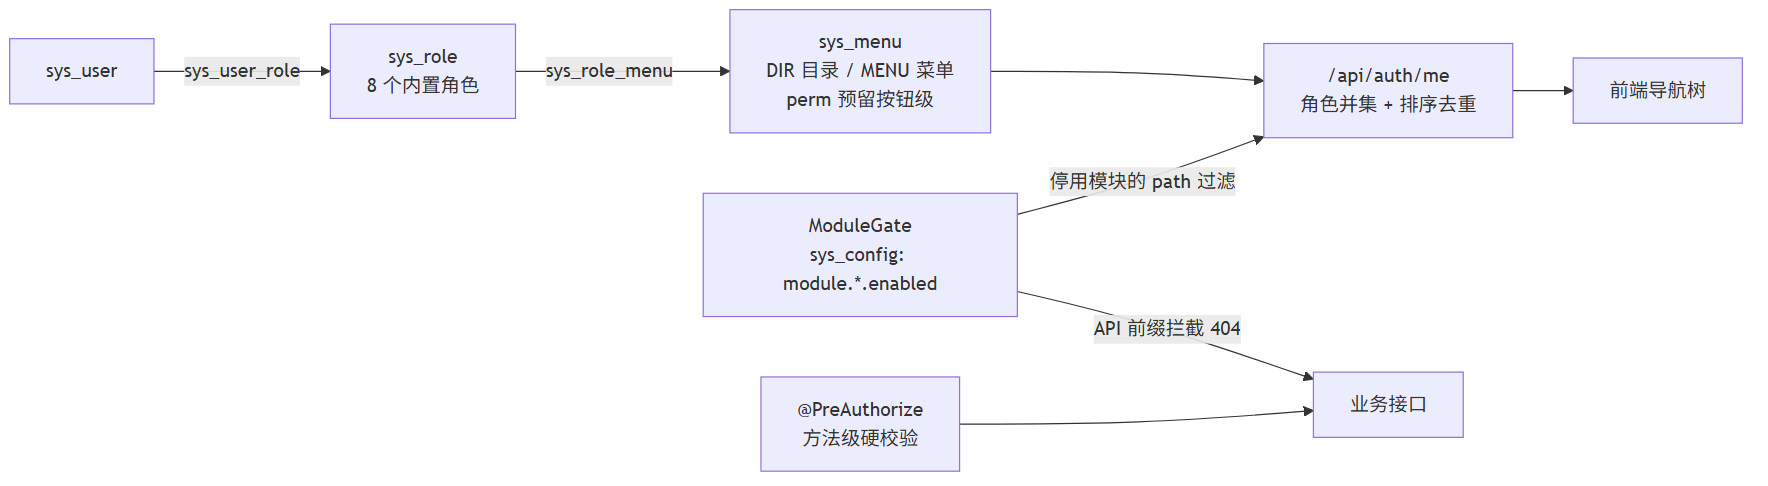 sys_user
sys_user_role
sys_role
8 个内置角色
sys_role_menu
sys_menu
DIR 目录 / MENU 菜单
perm 预留按钮级
/api/auth/me
角色并集 + 排序去重
前端导航树
停用模块的 path 过滤
ModuleGate
sys_config:
module.*.enabled
API 前缀拦截 404
@PreAuthorize
方法级硬校验
业务接口